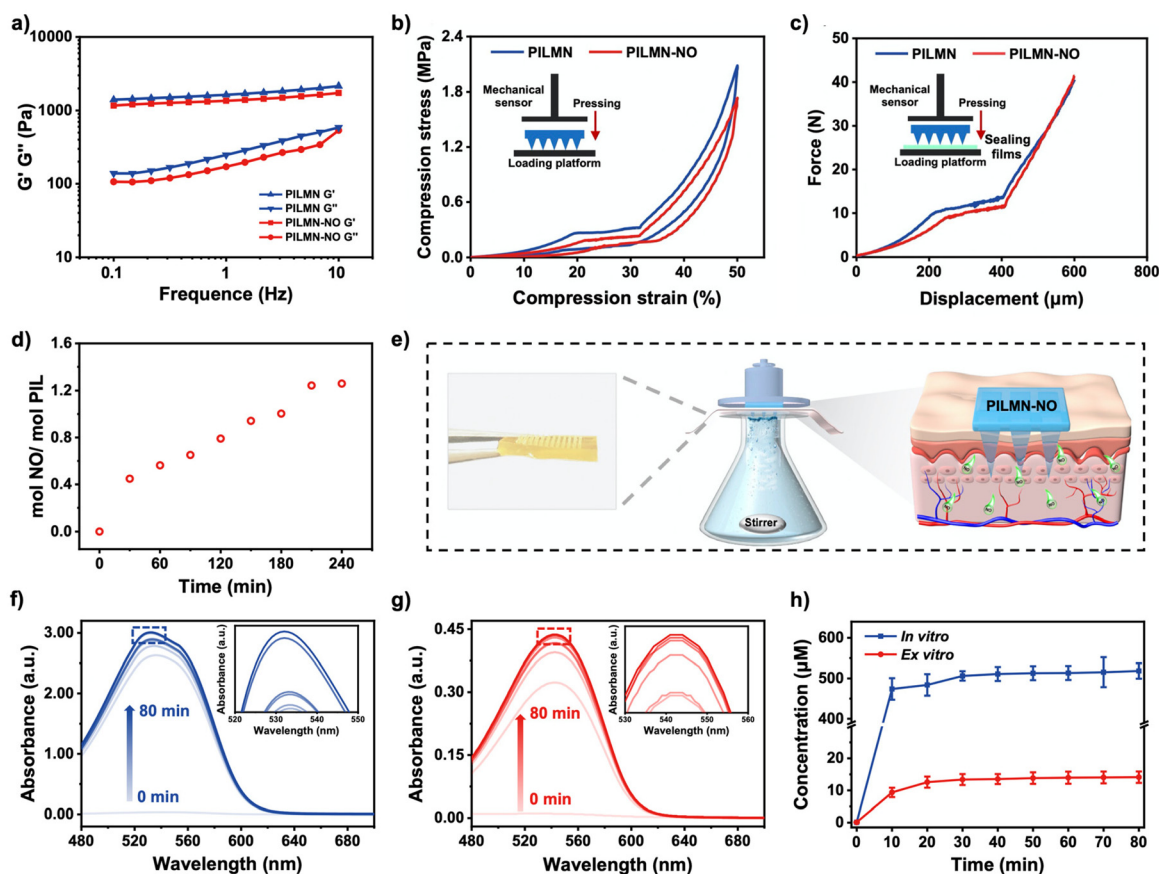 a)
10000
1000
100
10
G' G'' (Pa)
PILMN G'
PILMN G''
PILMN-NO G'
PILMN-NO G''
0.1
1
10
Frequence (Hz)
b)
PILMN
PILMN-NO
Mechanical
sensor
Pressing
Loading platform
2.4
1.8
1.2
0.6
0.0
Compression stress (MPa)
0
10
20
30
40
50
Compression strain (%)
c)
PILMN
PILMN-NO
Mechanical
sensor
Pressing
Sealing
films
Loading platform
50
40
30
20
10
0
Force (N)
0
200
400
600
800
Displacement (µm)
d)
1.6
1.2
0.8
0.4
0.0
mol NO/ mol PIL
0
60
120
180
240
Time (min)
e)
Stirrer
PILMN-NO
f)
3.00
2.25
1.50
0.75
0.00
Absorbance (a.u.)
80 min
0 min
Absorbance (a.u.)
520
530
540
550
Wavelength (nm)
480
520
560
600
640
680
Wavelength (nm)
g)
0.45
0.30
0.15
0.00
Absorbance (a.u.)
80 min
0 min
Absorbance (a.u.)
530
540
550
560
Wavelength (nm)
480
520
560
600
640
680
Wavelength (nm)
h)
In vitro
Ex vitro
600
500
20
10
0
Concentration (µM)
0
10
20
30
40
50
60
70
80
Time (min)